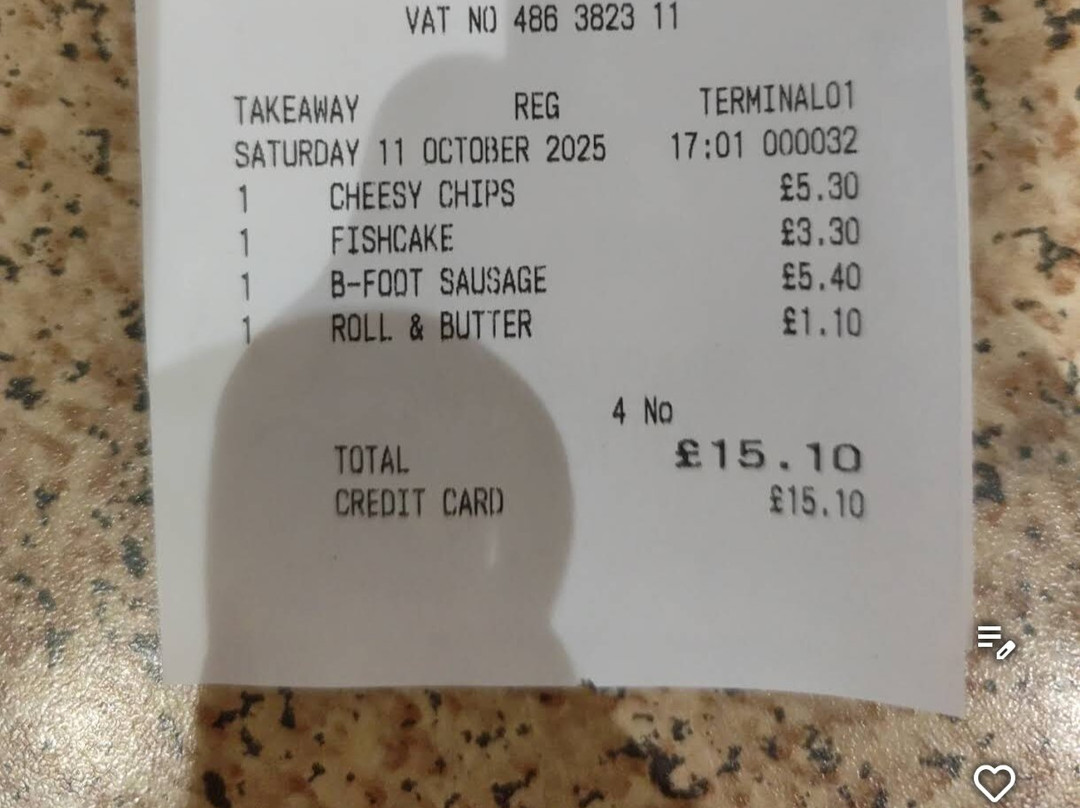 VAT NO 486 3823 11
TAKEAWAY REG TERMINAL01
SATURDAY 11 OCTOBER 2025 17:01 000032
1 CHEESY CHIPS £5.30
1 FISHCAKE £3.30
1 B-FOOT SAUSAGE £5.40
1 ROLL & BUTTER £1.10
4 No
TOTAL £15.10
CREDIT CARD £15.10